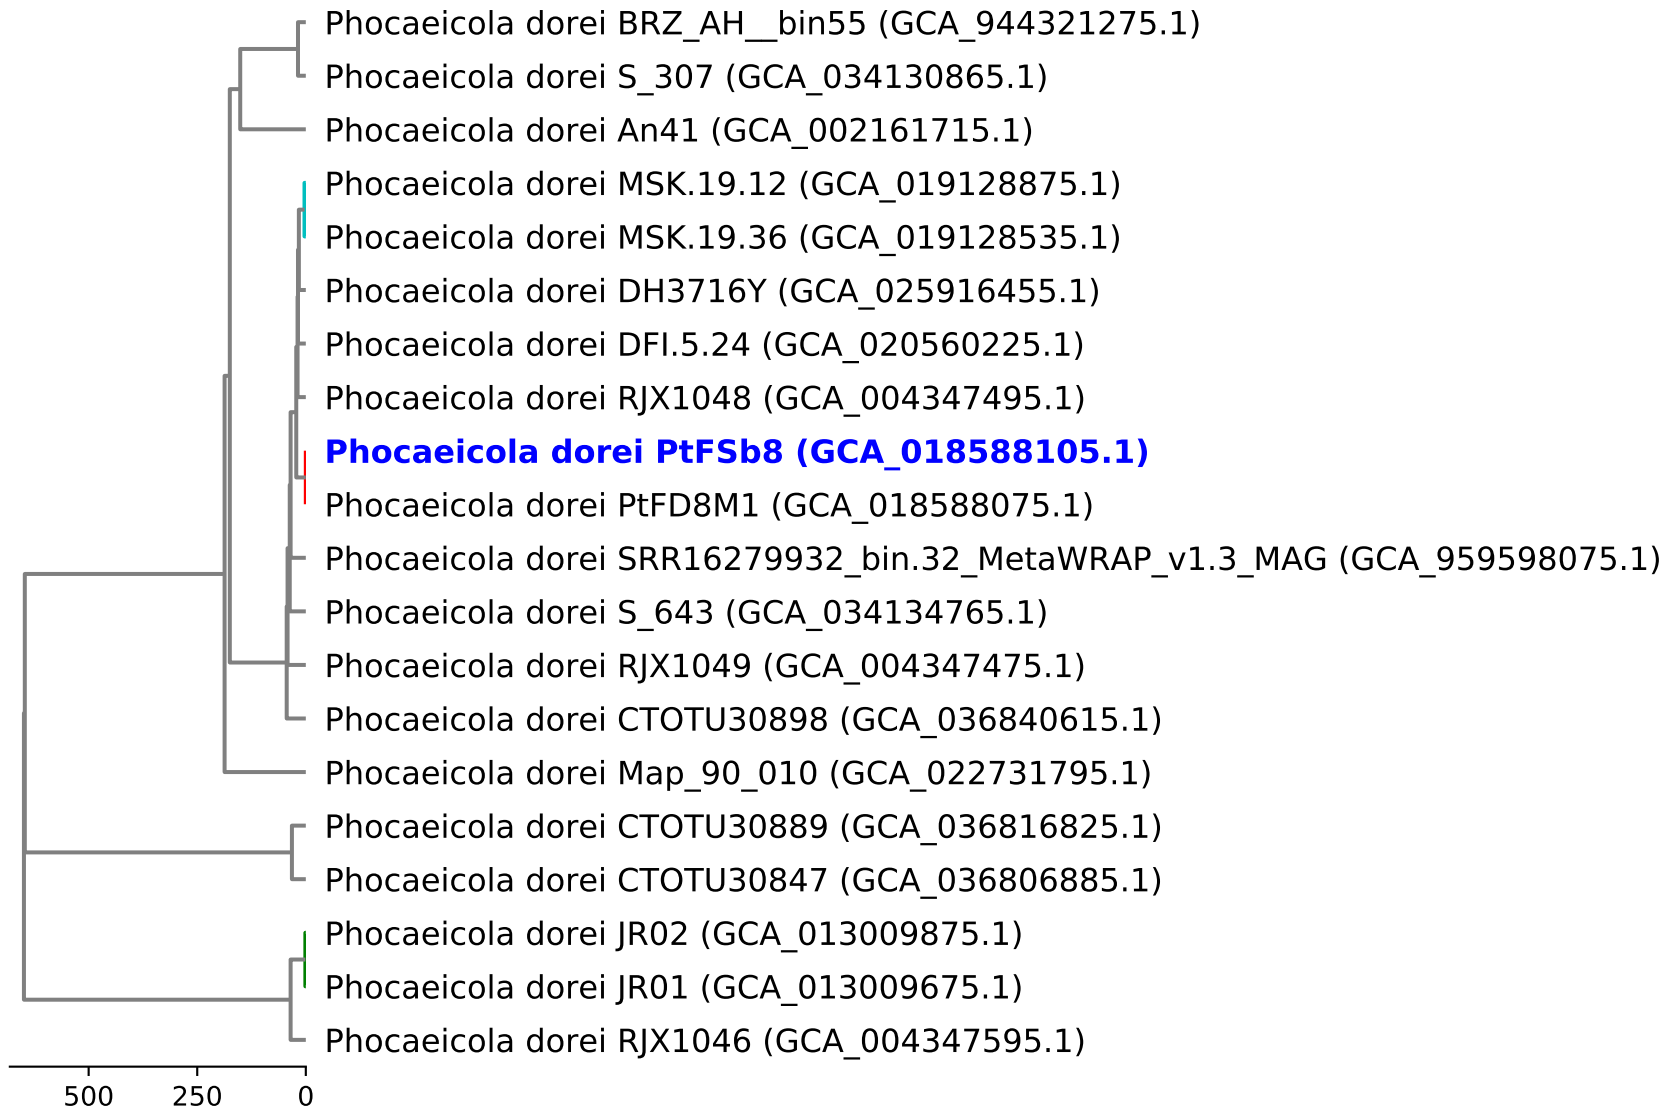 Phocaeicola dorei BRZ_AH__bin55 (GCA_944321275.1)
Phocaeicola dorei S_307 (GCA_034130865.1)
Phocaeicola dorei An41 (GCA_002161715.1)
Phocaeicola dorei MSK.19.12 (GCA_019128875.1)
Phocaeicola dorei MSK.19.36 (GCA_019128535.1)
Phocaeicola dorei DH3716Y (GCA_025916455.1)
Phocaeicola dorei DFI.5.24 (GCA_020560225.1)
Phocaeicola dorei RJX1048 (GCA_004347495.1)
Phocaeicola dorei PtFSb8 (GCA_018588105.1)
Phocaeicola dorei PtFD8M1 (GCA_018588075.1)
Phocaeicola dorei SRR16279932_bin.32_MetaWRAP_v1.3_MAG (GCA_959598075.1)
Phocaeicola dorei S_643 (GCA_034134765.1)
Phocaeicola dorei RJX1049 (GCA_004347475.1)
Phocaeicola dorei CTOTU30898 (GCA_036840615.1)
Phocaeicola dorei Map_90_010 (GCA_022731795.1)
Phocaeicola dorei CTOTU30889 (GCA_036816825.1)
Phocaeicola dorei CTOTU30847 (GCA_036806885.1)
Phocaeicola dorei JR02 (GCA_013009875.1)
Phocaeicola dorei JR01 (GCA_013009675.1)
Phocaeicola dorei RJX1046 (GCA_004347595.1)
500 250 0